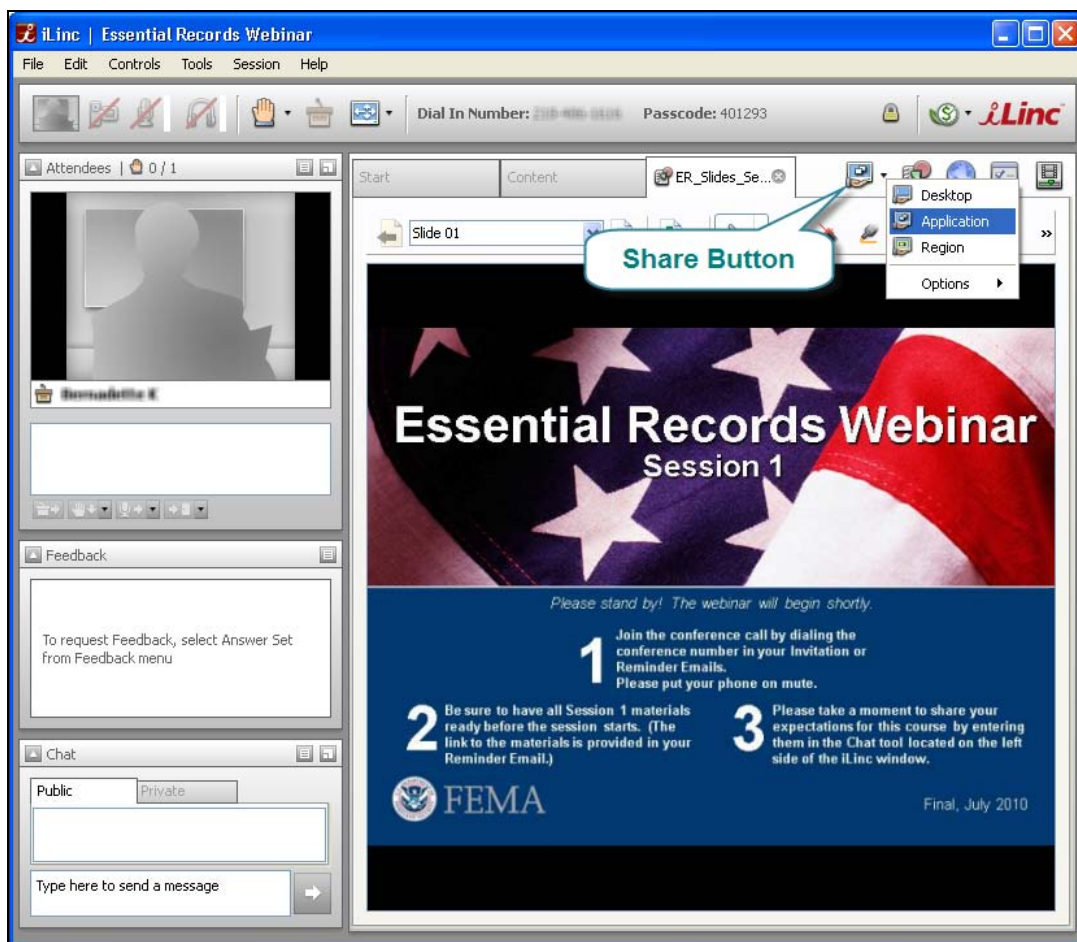 iLinc | Essential Records Webinar
File Edit Controls Tools Session Help
Dial In Number: Passcode: 401293
iLinc
Attendees | 0 / 1
Start Content ER_Slides_Se...
Desktop
Application
Region
Options
Slide 01
»
Share Button
Essential Records Webinar
Session 1
Please stand by! The webinar will begin shortly.
1
Join the conference call by dialing the
conference number in your Invitation or
Reminder Emails.
Please put your phone on mute.
2
Be sure to have all Session 1 materials
ready before the session starts. (The
link to the materials is provided in your
Reminder Email.)
3
Please take a moment to share your
expectations for this course by entering
them in the Chat tool located on the left
side of the iLinc window.
FEMA
Final, July 2010
Feedback
To request Feedback, select Answer Set
from Feedback menu
Chat
Public Private
Type here to send a message